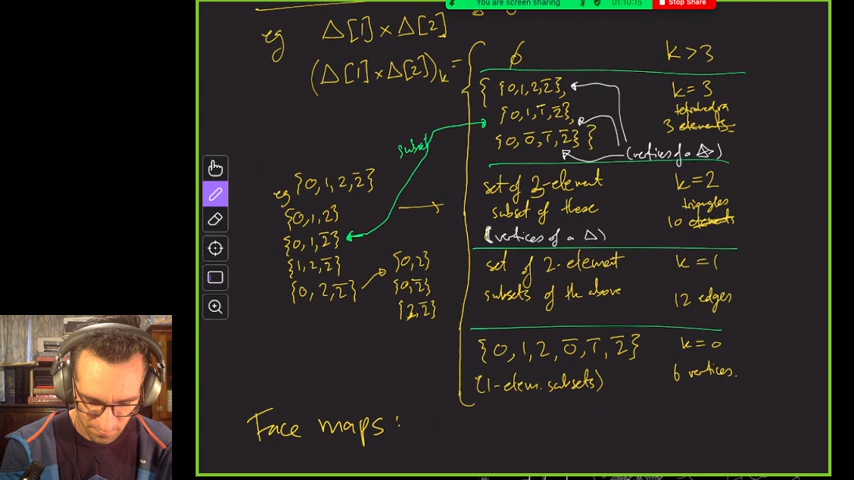 You are screen sharing
01:10:15
Stop Share
eg Δ[1] × Δ[2]
(Δ[1] × Δ[2])k =
∅ k > 3
{ {0,1,2,2̅}, k = 3
{0,1,1̅,2̅}, tetrahedra
{0,0̅,1̅,2̅} } 3 elements
(vertices of a
set of 3-element k = 2
subset of these triangles
(vertices of a Δ) 10 elements
set of 2-element k = 1
subsets of the above 12 edges
{0,1,2,0̅,1̅,2̅} k = 0
(1-elem. subsets) 6 vertices.
subset
eg {0,1,2,2̅}
{0,1,2}
{0,1,2̅}
{1,2,2̅}
{0,2,2̅}
{0,2}
{0,2̅}
{2,2̅}
Face maps: